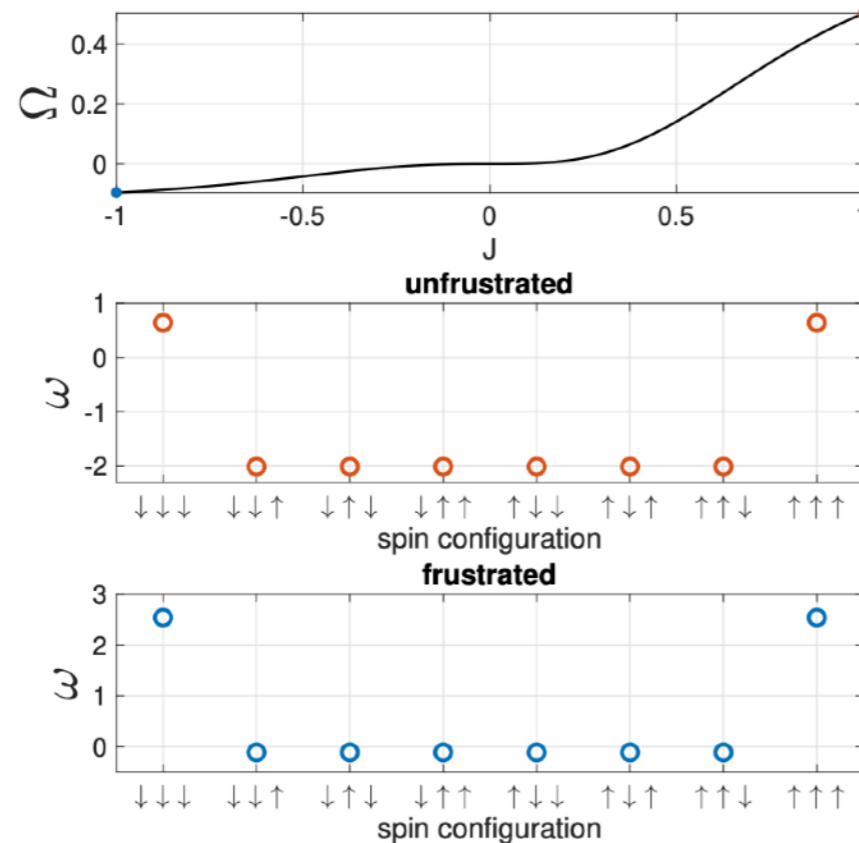 Ω
0.4
0.2
0
-1 -0.5 0 0.5
J
unfrustrated
ω
1
0
-1
-2
↓↓↓ ↓↓↑ ↓↑↓ ↓↑↑ ↑↓↓ ↑↓↑ ↑↑↓ ↑↑↑
spin configuration
frustrated
ω
3
2
1
0
↓↓↓ ↓↓↑ ↓↑↓ ↓↑↑ ↑↓↓ ↑↓↑ ↑↑↓ ↑↑↑
spin configuration